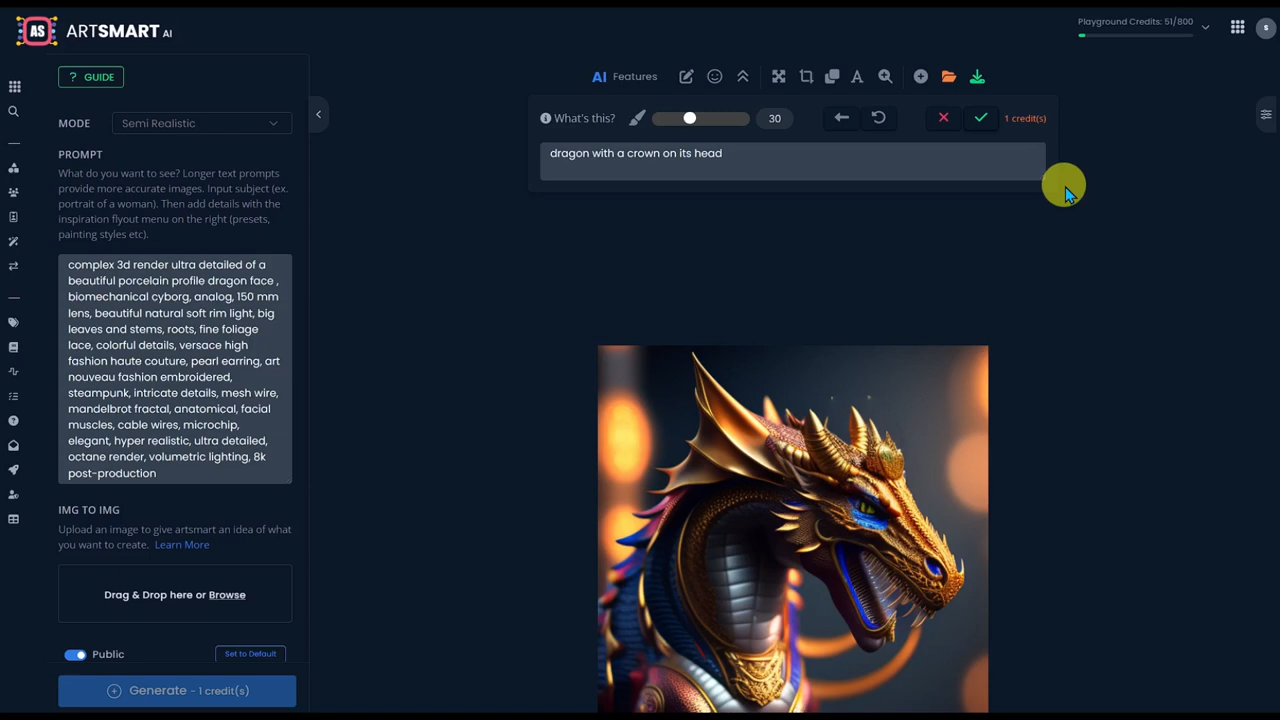 AS ARTSMART AI
Playground Credits: 51/800
S
? GUIDE
AI Features
MODE
Semi Realistic
What's this?
30
1 credit(s)
dragon with a crown on its head
PROMPT
What do you want to see? Longer text prompts
provide more accurate images. Input subject (ex.
portrait of a woman). Then add details with the
inspiration flyout menu on the right (presets,
painting styles etc).
complex 3d render ultra detailed of a
beautiful porcelain profile dragon face ,
biomechanical cyborg, analog, 150 mm
lens, beautiful natural soft rim light, big
leaves and stems, roots, fine foliage
lace, colorful details, versace high
fashion haute couture, pearl earring, art
nouveau fashion embroidered,
steampunk, intricate details, mesh wire,
mandelbrot fractal, anatomical, facial
muscles, cable wires, microchip,
elegant, hyper realistic, ultra detailed,
octane render, volumetric lighting, 8k
post-production
IMG TO IMG
Upload an image to give artsmart an idea of what
you want to create. Learn More
Drag & Drop here or Browse
Public
Set to Default
Generate - 1 credit(s)